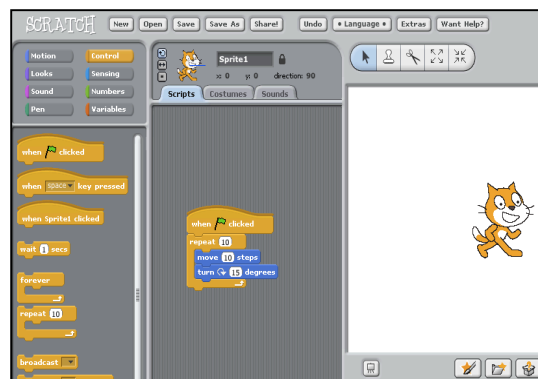 SCRATCH New Open Save Save As Share! Undo • Language • Extras Want Help?
Motion Control
Looks Sensing
Sound Numbers
Pen Variables
Sprite1
x: 0 y: 0 direction: 90
Scripts Costumes Sounds
when clicked
when space key pressed
when Sprite1 clicked
wait 1 secs
forever
repeat 10
broadcast
when clicked
repeat 10
move 10 steps
turn 15 degrees